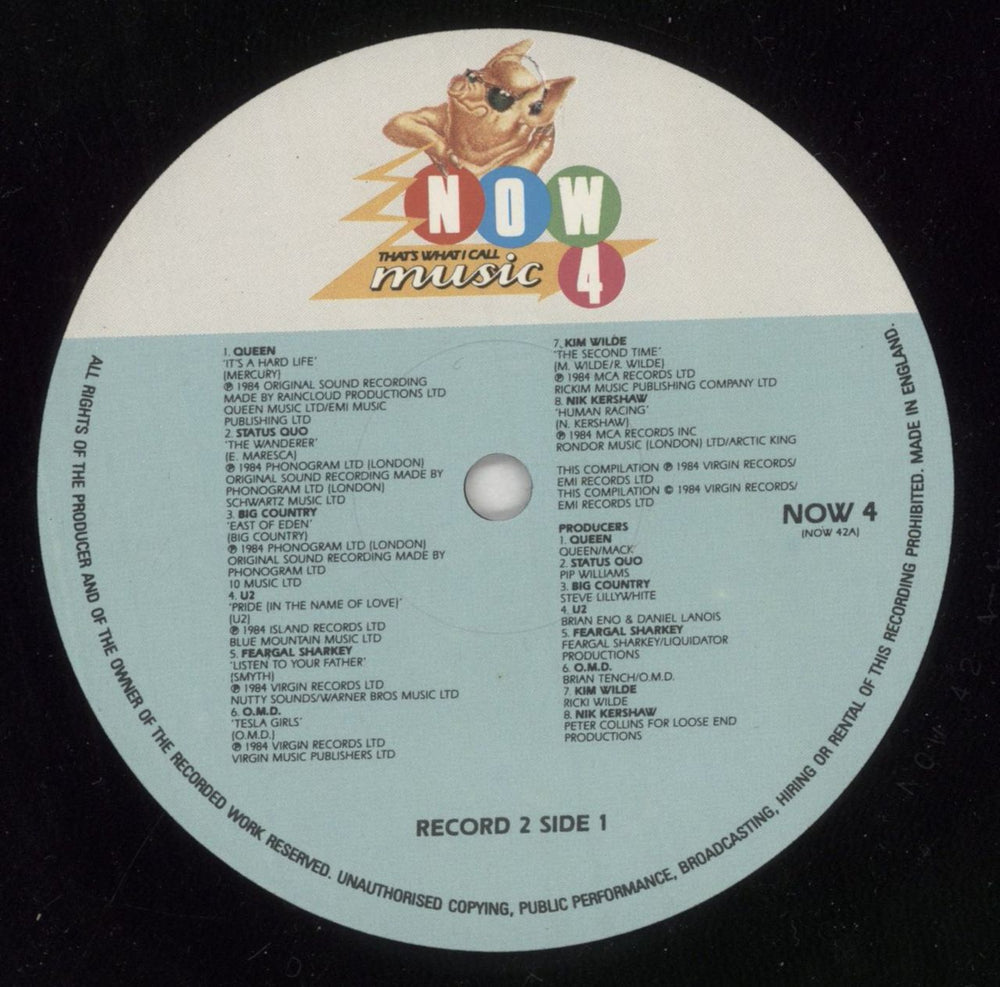 NOW
THAT'S WHAT I CALL
music
4
1. QUEEN
'IT'S A HARD LIFE'
(MERCURY)
℗ 1984 ORIGINAL SOUND RECORDING
MADE BY RAINCLOUD PRODUCTIONS LTD
QUEEN MUSIC LTD/EMI MUSIC
PUBLISHING LTD
2. STATUS QUO
'THE WANDERER'
(E. MARESCA)
℗ 1984 PHONOGRAM LTD (LONDON)
ORIGINAL SOUND RECORDING MADE BY
PHONOGRAM LTD (LONDON)
SCHWARTZ MUSIC LTD
3. BIG COUNTRY
'EAST OF EDEN'
(BIG COUNTRY)
℗ 1984 PHONOGRAM LTD (LONDON)
ORIGINAL SOUND RECORDING MADE BY
PHONOGRAM LTD
10 MUSIC LTD
4. U2
'PRIDE (IN THE NAME OF LOVE)'
(U2)
℗ 1984 ISLAND RECORDS LTD
BLUE MOUNTAIN MUSIC LTD
5. FEARGAL SHARKEY
'LISTEN TO YOUR FATHER'
(SMYTH)
℗ 1984 VIRGIN RECORDS LTD
NUTTY SOUNDS/WARNER BROS MUSIC LTD
6. O.M.D.
'TESLA GIRLS'
(O.M.D.)
℗ 1984 VIRGIN RECORDS LTD
VIRGIN MUSIC PUBLISHERS LTD
7. KIM WILDE
'THE SECOND TIME'
(M. WILDE/R. WILDE)
℗ 1984 MCA RECORDS LTD
RICKIM MUSIC PUBLISHING COMPANY LTD
8. NIK KERSHAW
'HUMAN RACING'
(N. KERSHAW)
℗ 1984 MCA RECORDS INC
RONDOR MUSIC (LONDON) LTD/ARCTIC KING
THIS COMPILATION ℗ 1984 VIRGIN RECORDS/
EMI RECORDS LTD
THIS COMPILATION © 1984 VIRGIN RECORDS/
EMI RECORDS LTD
PRODUCERS
1. QUEEN
QUEEN/MACK
2. STATUS QUO
PIP WILLIAMS
3. BIG COUNTRY
STEVE LILLYWHITE
4. U2
BRIAN ENO & DANIEL LANOIS
5. FEARGAL SHARKEY
FEARGAL SHARKEY/LIQUIDATOR
PRODUCTIONS
6. O.M.D.
BRIAN TENCH/O.M.D.
7. KIM WILDE
RICKI WILDE
8. NIK KERSHAW
PETER COLLINS FOR LOOSE END
PRODUCTIONS
NOW 4
(NOW 42A)
RECORD 2 SIDE 1
ALL RIGHTS OF THE PRODUCER AND OF THE OWNER OF THE RECORDED WORK RESERVED. UNAUTHORISED COPYING, PUBLIC PERFORMANCE, BROADCASTING, HIRING OR RENTAL OF THIS RECORDING PROHIBITED. MADE IN ENGLAND.